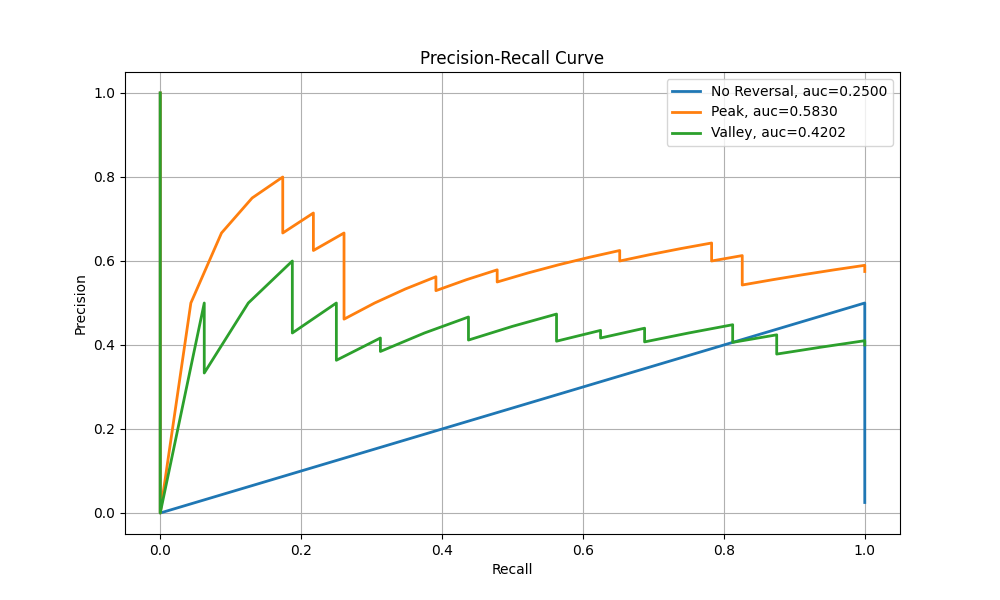 Precision-Recall Curve
No Reversal, auc=0.2500
Peak, auc=0.5830
Valley, auc=0.4202
Precision
1.0
0.8
0.6
0.4
0.2
0.0
0.0 0.2 0.4 0.6 0.8 1.0
Recall